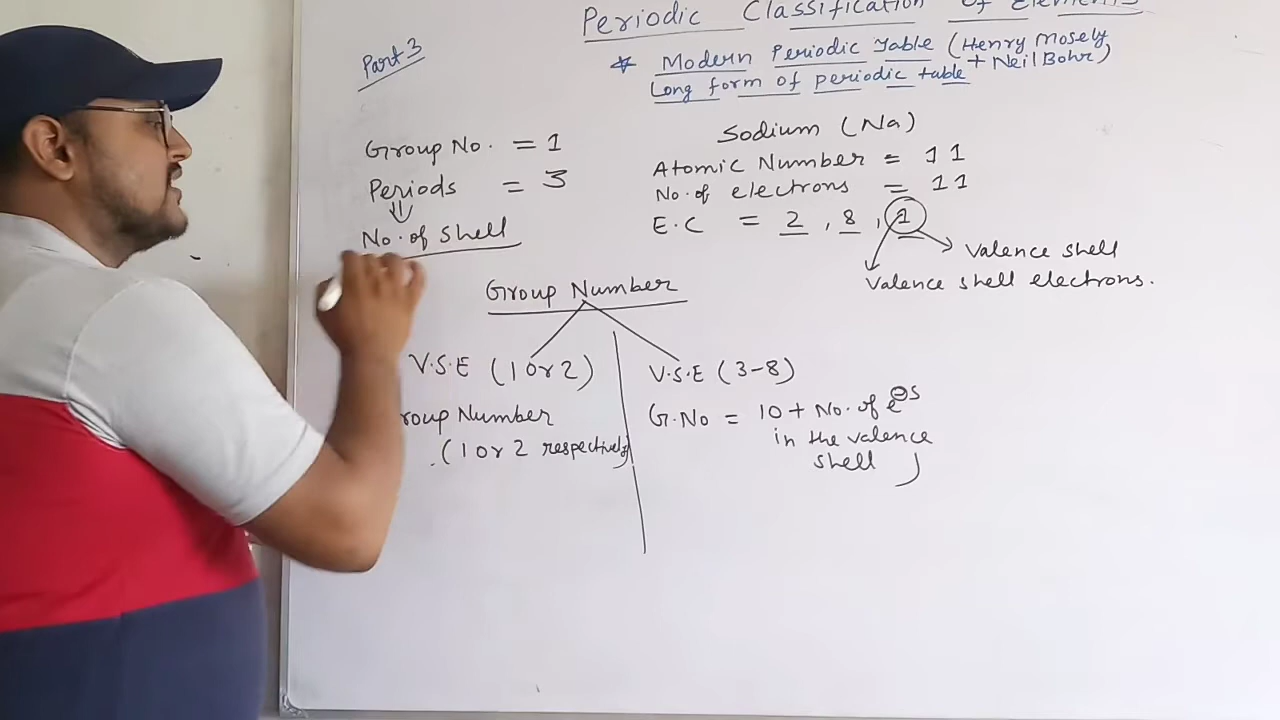 Periodic Classification of Elements
Part 3
* Modern Periodic Table (Henry Mosely
+ Neil Bohr)
Long form of periodic table
Group No. = 1
Periods = 3
No. of Shell
Sodium (Na)
Atomic Number = 11
No. of electrons = 11
E.C = 2, 8, 1
Valence shell
Valence shell electrons.
Group Number
V.S.E (1 or 2)
roup Number
(1 or 2 respectively)
V.S.E (3-8)
G.No = 10 + No. of e⊖s
in the valence
shell )